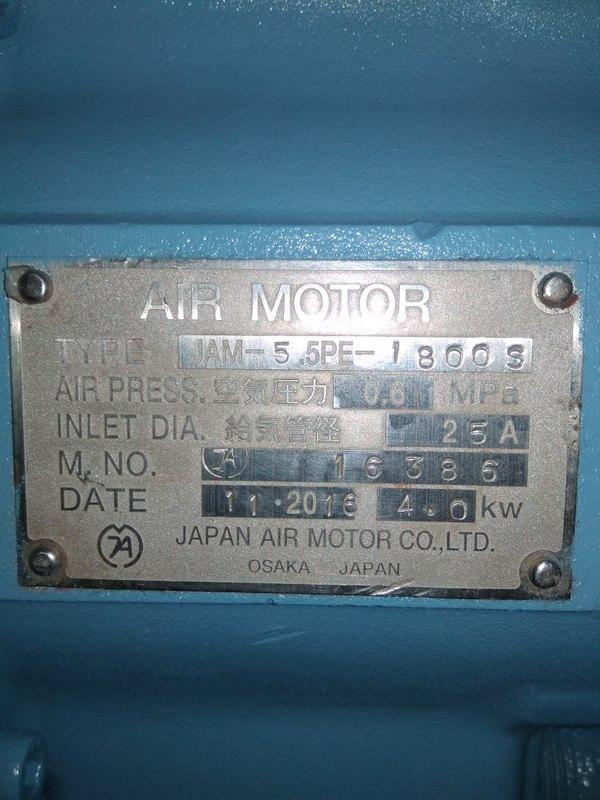 AIR MOTOR
TYPE JAM-5.5PE-1800S
AIR PRESS. 空気圧力 0.6 MPa
INLET DIA. 給気管径 25A
M. NO. 16386
DATE 11·2016 4.0 kw
JAPAN AIR MOTOR CO.,LTD.
OSAKA JAPAN